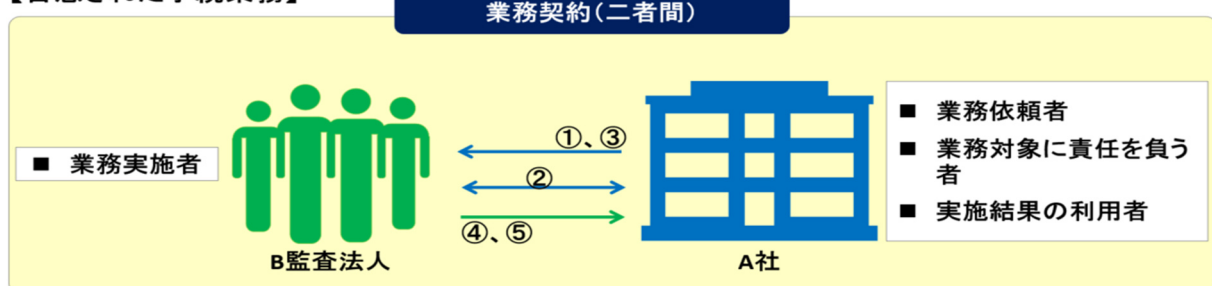 業務契約（二者間）
■ 業務実施者
①、③
②
④、⑤
B監査法人
A社
■ 業務依頼者
■ 業務対象に責任を負う
者
■ 実施結果の利用者